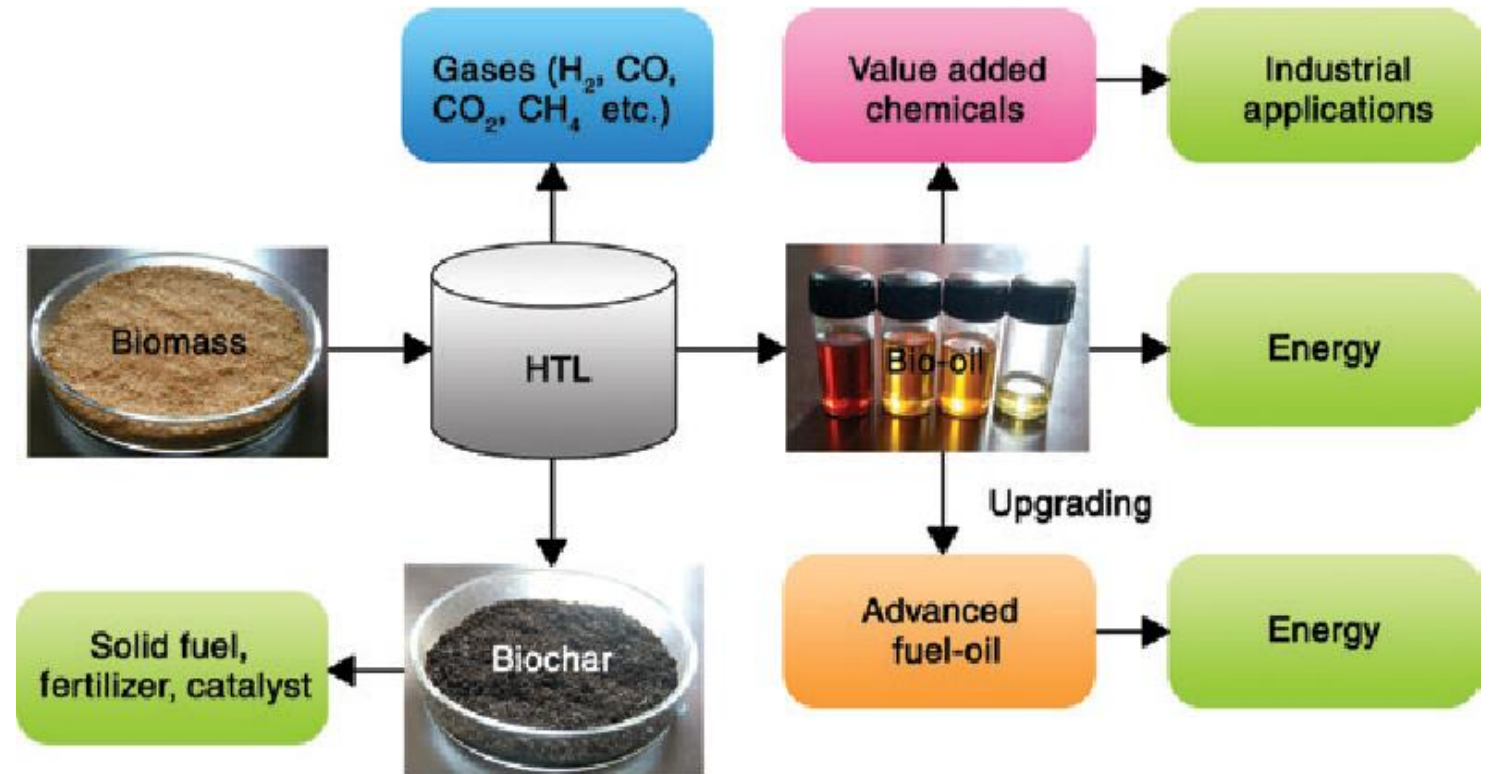 Gases (H₂, CO,
CO₂, CH₄ etc.)
Value added
chemicals
Industrial
applications
Biomass
HTL
Bio-oil
Energy
Upgrading
Solid fuel,
fertilizer, catalyst
Biochar
Advanced
fuel-oil
Energy